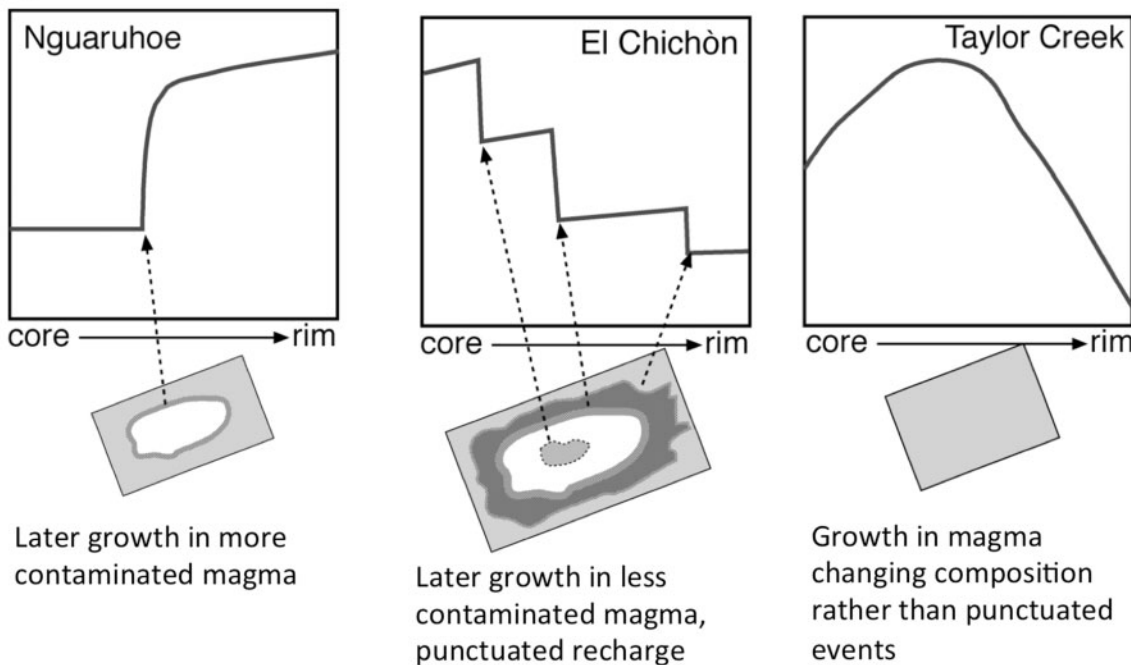 Nguaruhoe
core rim
Later growth in more
contaminated magma
El Chichòn
core rim
Later growth in less
contaminated magma,
punctuated recharge
Taylor Creek
core rim
Growth in magma
changing composition
rather than punctuated
events